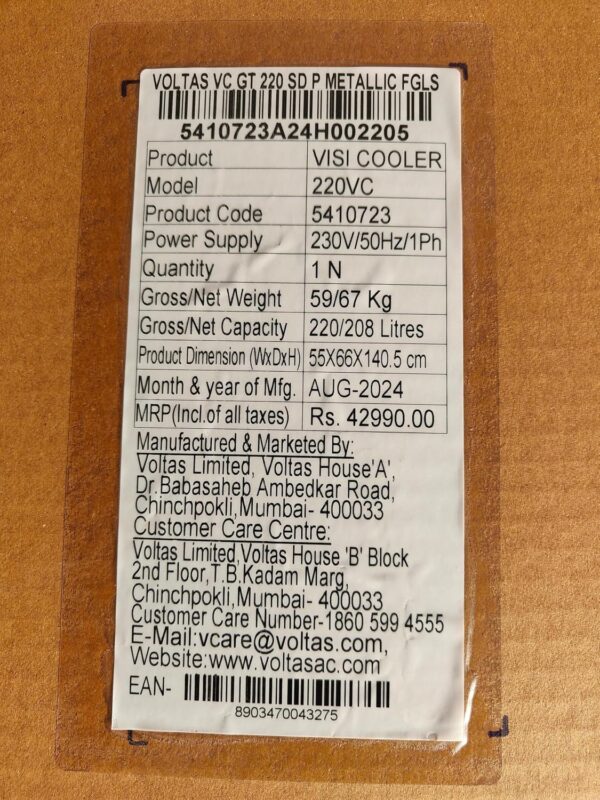 VOLTAS VC GT 220 SD P METALLIC FGLS
5410723A24H002205
Product VISI COOLER
Model 220VC
Product Code 5410723
Power Supply 230V/50Hz/1Ph
Quantity 1 N
Gross/Net Weight 59/67 Kg
Gross/Net Capacity 220/208 Litres
Product Dimension (WxDxH) 55X66X140.5 cm
Month & year of Mfg. AUG-2024
MRP(Incl.of all taxes) Rs. 42990.00
Manufactured & Marketed By:
Voltas Limited, Voltas House'A',
Dr.Babasaheb Ambedkar Road,
Chinchpokli,Mumbai- 400033
Customer Care Centre:
Voltas Limited,Voltas House 'B' Block
2nd Floor,T.B.Kadam Marg,
Chinchpokli,Mumbai- 400033
Customer Care Number-1860 599 4555
E-Mail:vcare@voltas.com,
Website:www.voltasac.com
EAN-
8903470043275